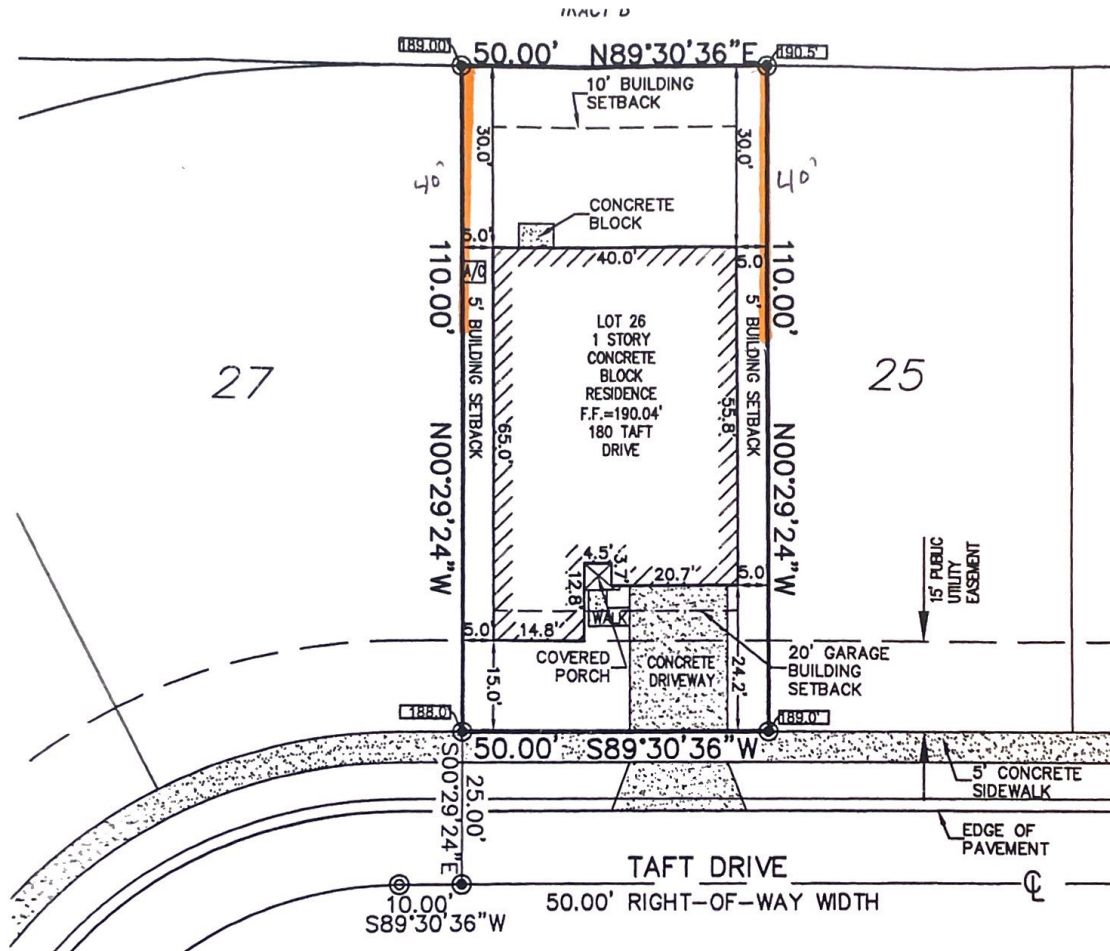 TRACT B
189.00'
50.00' N89°30'36"E
190.5'
10' BUILDING
SETBACK
30.0'
30.0'
40'
40'
CONCRETE
BLOCK
5.0'
40.0'
5.0
A/C
110.00'
110.00'
5' BUILDING SETBACK
5' BUILDING SETBACK
LOT 26
1 STORY
CONCRETE
BLOCK
RESIDENCE
F.F.=190.04'
180 TAFT
DRIVE
27
25
65.0'
55.8'
N00°29'24"W
N00°29'24"W
4.5'
3.7'
12.8'
20.7'
5.0
15' PUBLIC
UTILITY
EASEMENT
WALK
5.0'
14.8'
COVERED
PORCH
CONCRETE
DRIVEWAY
20' GARAGE
BUILDING
SETBACK
15.0'
24.2'
188.0'
189.0'
50.00' S89°30'36"W
5' CONCRETE
SIDEWALK
25.00'
S00°29'24"E
EDGE OF
PAVEMENT
TAFT DRIVE
10.00'
50.00' RIGHT-OF-WAY WIDTH
S89°30'36"W
CL